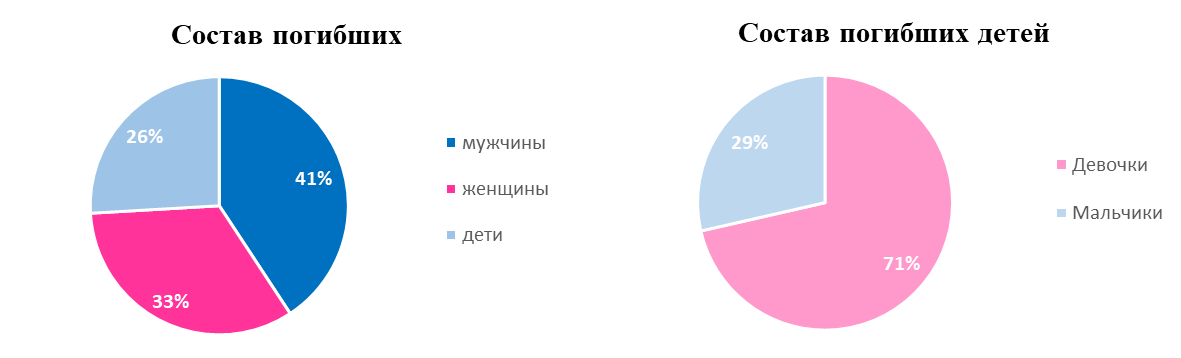 Состав погибших
26%
41%
33%
мужчины
женщины
дети
Состав погибших детей
29%
71%
Девочки
Мальчики